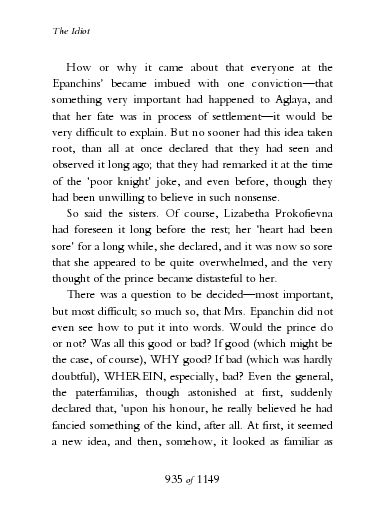 The Idiot
How or why it came about that everyone at the
Epanchins' became imbued with one conviction—that
something very important had happened to Aglaya, and
that her fate was in process of settlement—it would be
very difficult to explain. But no sooner had this idea taken
root, than all at once declared that they had seen and
observed it long ago; that they had remarked it at the time
of the 'poor knight' joke, and even before, though they
had been unwilling to believe in such nonsense.
So said the sisters. Of course, Lizabetha Prokofievna
had foreseen it long before the rest; her 'heart had been
sore' for a long while, she declared, and it was now so sore
that she appeared to be quite overwhelmed, and the very
thought of the prince became distasteful to her.
There was a question to be decided—most important,
but most difficult; so much so, that Mrs. Epanchin did not
even see how to put it into words. Would the prince do
or not? Was all this good or bad? If good (which might be
the case, of course), WHY good? If bad (which was hardly
doubtful), WHEREIN, especially, bad? Even the general,
the paterfamilias, though astonished at first, suddenly
declared that, 'upon his honour, he really believed he had
fancied something of the kind, after all. At first, it seemed
a new idea, and then, somehow, it looked as familiar as
935 of 1149